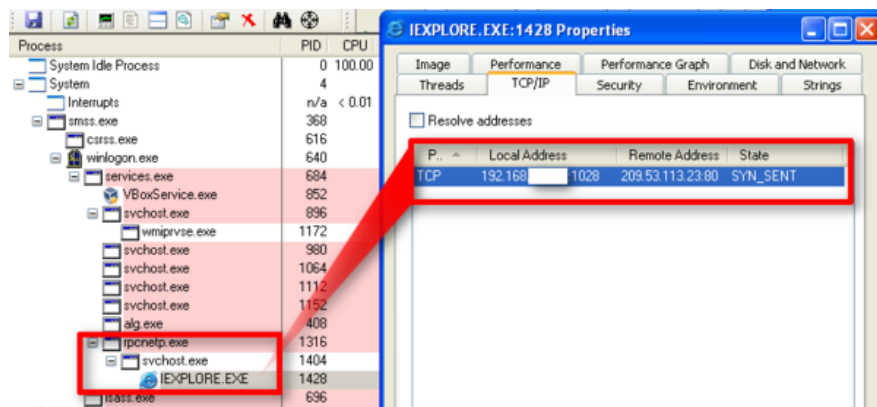 Process PID CPU
System Idle Process 0 100.00
System 4
Interrupts n/a < 0.01
smss.exe 368
csrss.exe 616
winlogon.exe 640
services.exe 684
VBoxService.exe 852
svchost.exe 896
wmiprvse.exe 1172
svchost.exe 980
svchost.exe 1064
svchost.exe 1112
svchost.exe 1152
alg.exe 408
rpcnetp.exe 1316
svchost.exe 1404
IEXPLORE.EXE 1428
lsass.exe 696
IEXPLORE.EXE:1428 Properties
Image Performance Performance Graph Disk and Network
Threads TCP/IP Security Environment Strings
Resolve addresses
P.. Local Address Remote Address State
TCP 192.168 :1028 209.53.113.23:80 SYN_SENT